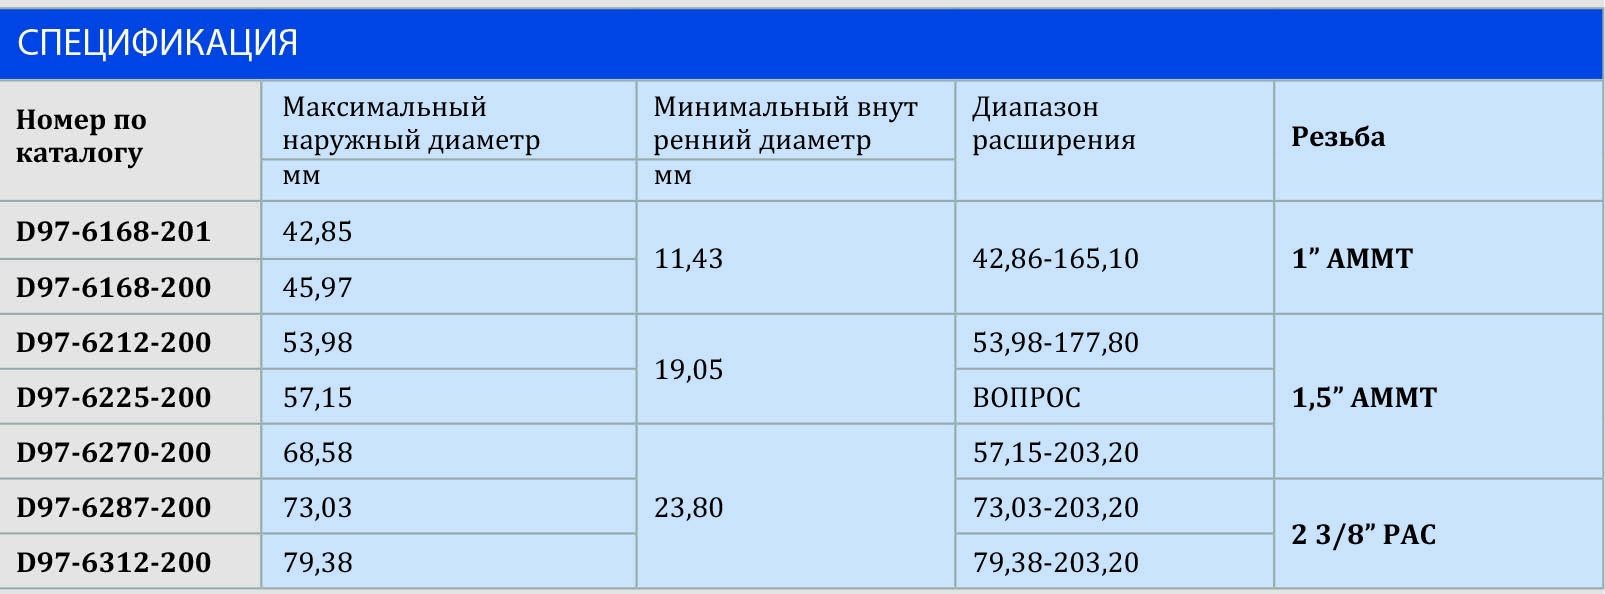 СПЕЦИФИКАЦИЯ
Номер по
каталогу
Максимальный
наружный диаметр
Минимальный внут
ренний диаметр
Диапазон
расширения
Резьба
мм
мм
D97-6168-201
42,85
11,43
42,86-165,10
1” АММТ
D97-6168-200
45,97
D97-6212-200
53,98
19,05
53,98-177,80
1,5” АММТ
D97-6225-200
57,15
ВОПРОС
D97-6270-200
68,58
23,80
57,15-203,20
D97-6287-200
73,03
73,03-203,20
2 3/8” PAC
D97-6312-200
79,38
79,38-203,20